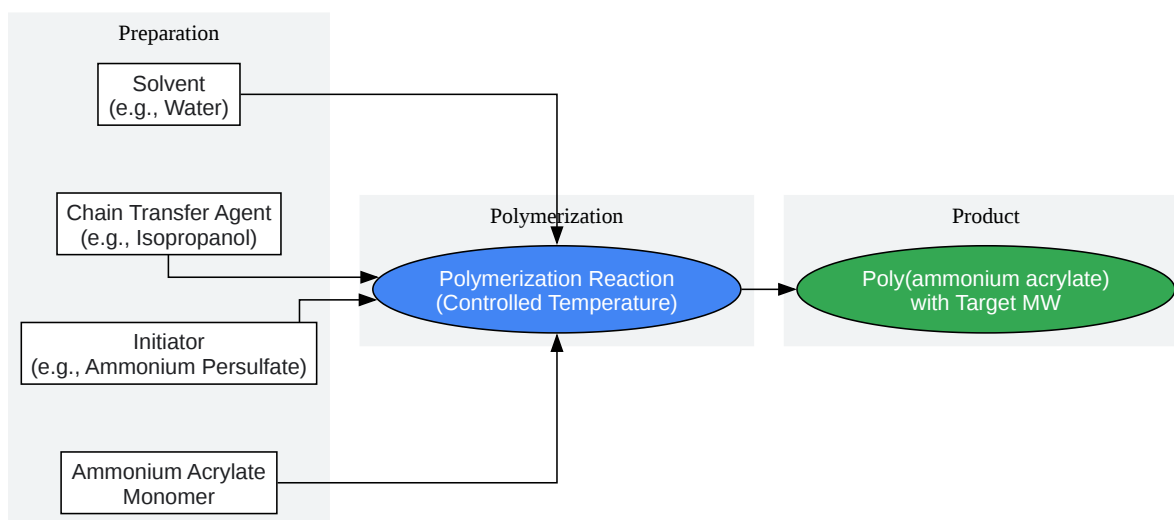 Preparation
Solvent
(e.g., Water)
Chain Transfer Agent
(e.g., Isopropanol)
Initiator
(e.g., Ammonium Persulfate)
Ammonium Acrylate
Monomer
Polymerization
Polymerization Reaction
(Controlled Temperature)
Product
Poly(ammonium acrylate)
with Target MW